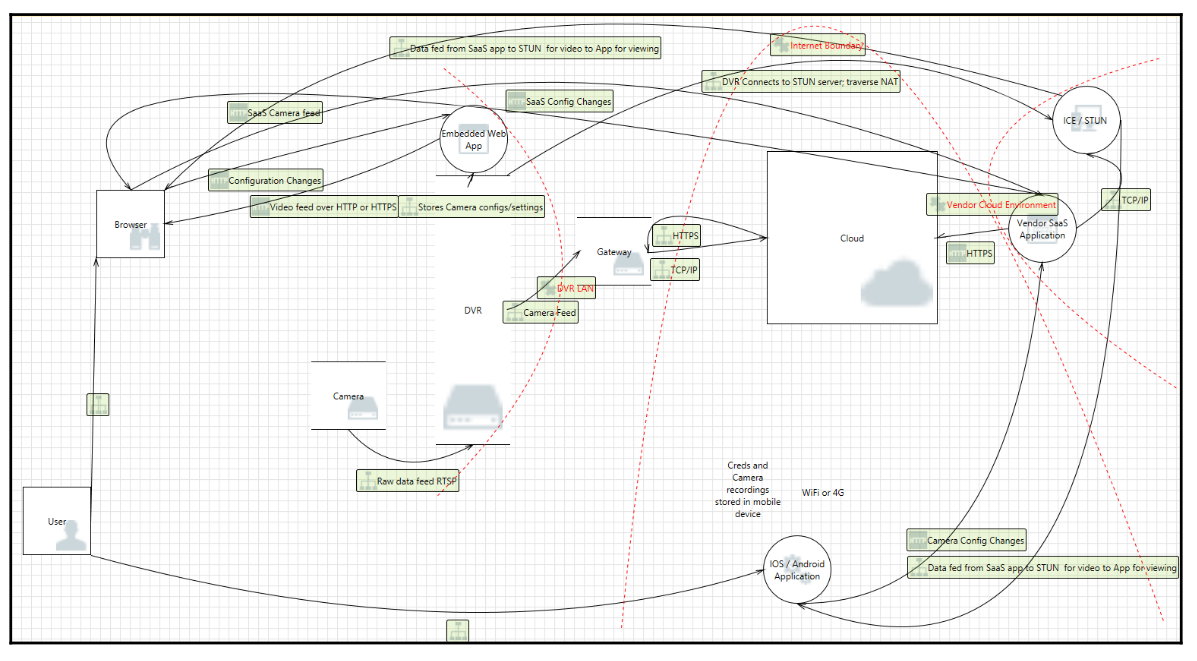 Data fed from SaaS app to STUN  for video to App for viewing
Internet Boundary
DVR Connects to STUN server; traverse NAT
SaaS Camera feed
SaaS Config Changes
ICE / STUN
Embedded Web
App
Configuration Changes
Video feed over HTTP or HTTPS
Stores Camera configs/settings
TCP/IP
Vendor Cloud Environment
Browser
Vendor SaaS
Application
HTTPS
Cloud
Gateway
HTTPS
TCP/IP
DVR LAN
DVR
Camera Feed
Camera
Raw data feed RTSP
Creds and
Camera
recordings
stored in mobile
device
WiFi or 4G
User
Camera Config Changes
IOS / Android
Application
Data fed from SaaS app to STUN  for video to App for viewing